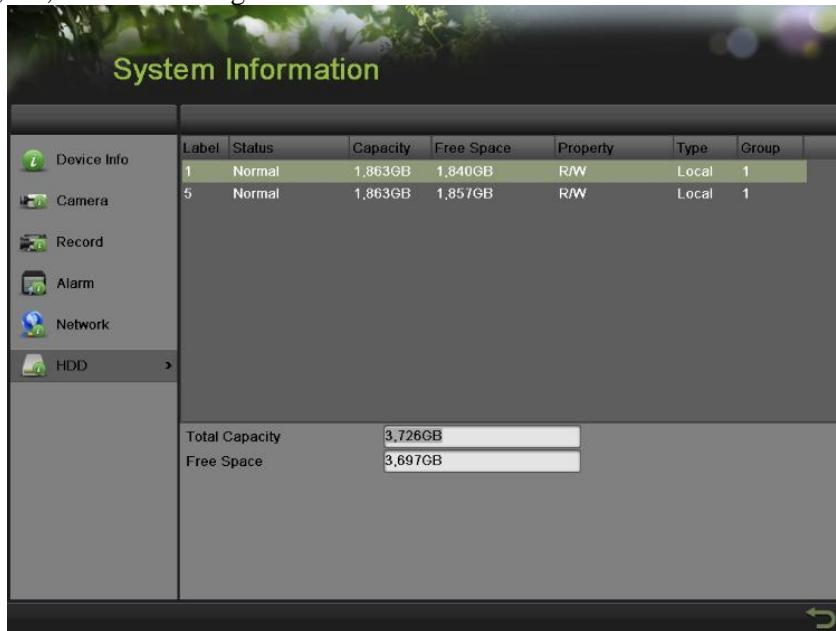 System Information
Label Status Capacity Free Space Property Type Group
1 Normal 1,863GB 1,840GB R/W Local 1
5 Normal 1,863GB 1,857GB R/W Local 1
Device Info
Camera
Record
Alarm
Network
HDD >
Total Capacity 3,726GB
Free Space 3,697GB